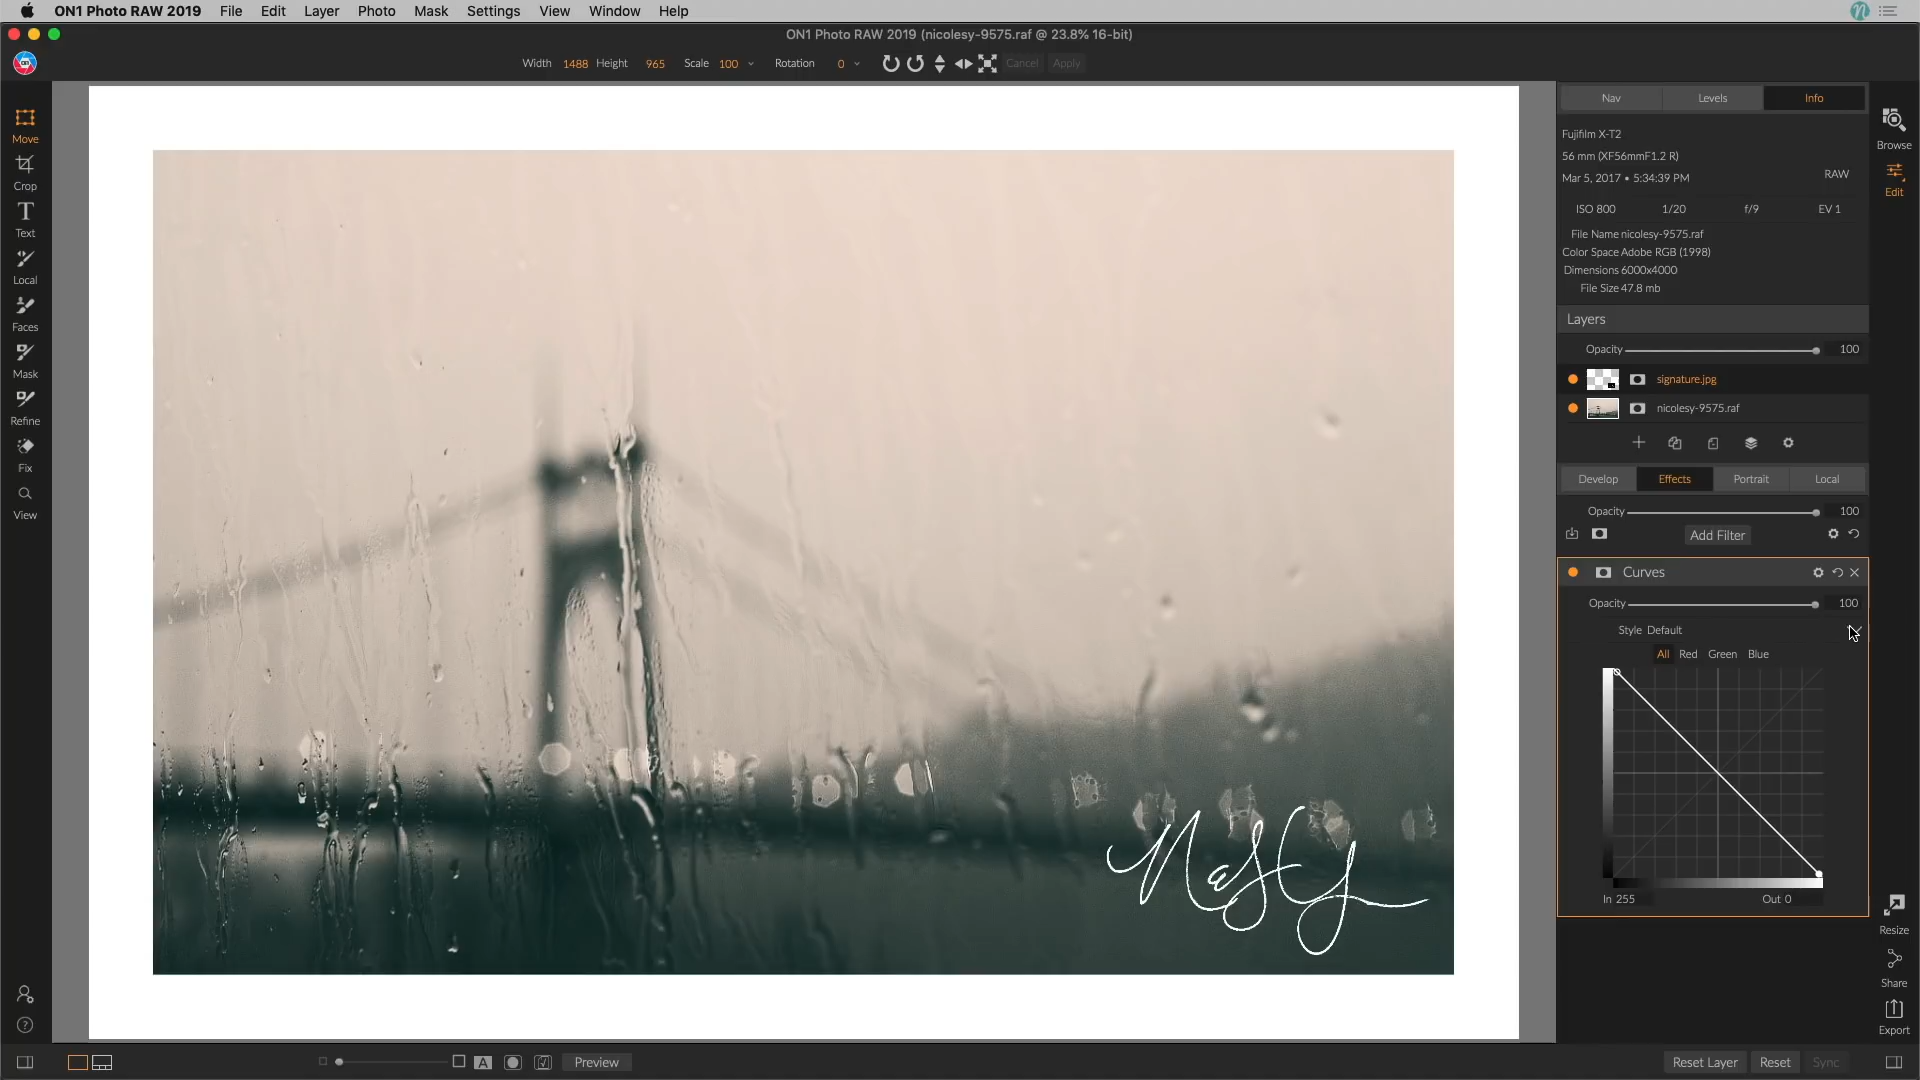 ON1 Photo RAW 2019 File Edit Layer Photo Mask Settings View Window Help
ON1 Photo RAW 2019 (nicolesy-9575.raf @ 23.8% 16-bit)
Width 1488 Height 965 Scale 100 Rotation 0 Cancel Apply
Move
Crop
Text
Local
Faces
Mask
Refine
Fix
View
Nav Levels Info
Fujifilm X-T2
56 mm (XF56mmF1.2 R)
Mar 5, 2017 • 5:34:39 PM
RAW
ISO 800 1/20 f/9 EV 1
File Name nicolesy-9575.raf
Color Space Adobe RGB (1998)
Dimensions 6000x4000
File Size 47.8 mb
Layers
Opacity 100
signature.jpg
nicolesy-9575.raf
Develop Effects Portrait Local
Opacity 100
Add Filter
Curves
Opacity 100
Style Default
All Red Green Blue
In 255 Out 0
Browse
Edit
Resize
Share
Export
A Preview
Reset Layer Reset Sync